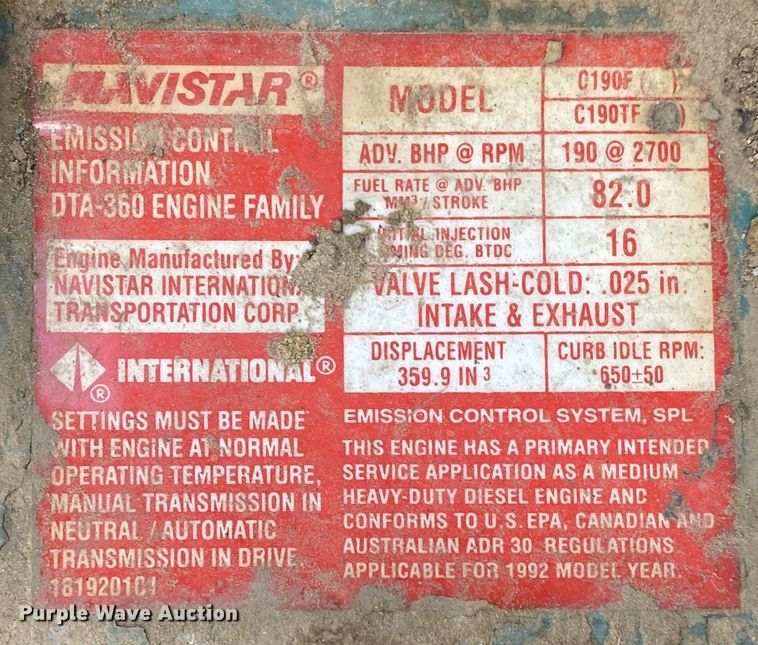 NAVISTAR®
EMISSION CONTROL
INFORMATION
DTA-360 ENGINE FAMILY
Engine Manufactured By:
NAVISTAR INTERNATIONAL
TRANSPORTATION CORP.
INTERNATIONAL®
®
SETTINGS MUST BE MADE
WITH ENGINE AT NORMAL
OPERATING TEMPERATURE,
MANUAL TRANSMISSION IN
NEUTRAL / AUTOMATIC
TRANSMISSION IN DRIVE
1819201C1
MODEL
C190F ( )
C190TF ( )
ADV. BHP @ RPM
190 @ 2700
FUEL RATE @ ADV. BHP
MM³ / STROKE
82.0
INITIAL INJECTION
TIMING DEG. BTDC
16
VALVE LASH-COLD: .025 in.
INTAKE & EXHAUST
DISPLACEMENT
359.9 IN³
CURB IDLE RPM:
650±50
EMISSION CONTROL SYSTEM, SPL
THIS ENGINE HAS A PRIMARY INTENDED
SERVICE APPLICATION AS A MEDIUM
HEAVY-DUTY DIESEL ENGINE AND
CONFORMS TO U.S. EPA, CANADIAN AND
AUSTRALIAN ADR 30 REGULATIONS
APPLICABLE FOR 1992 MODEL YEAR.
Purple Wave Auction